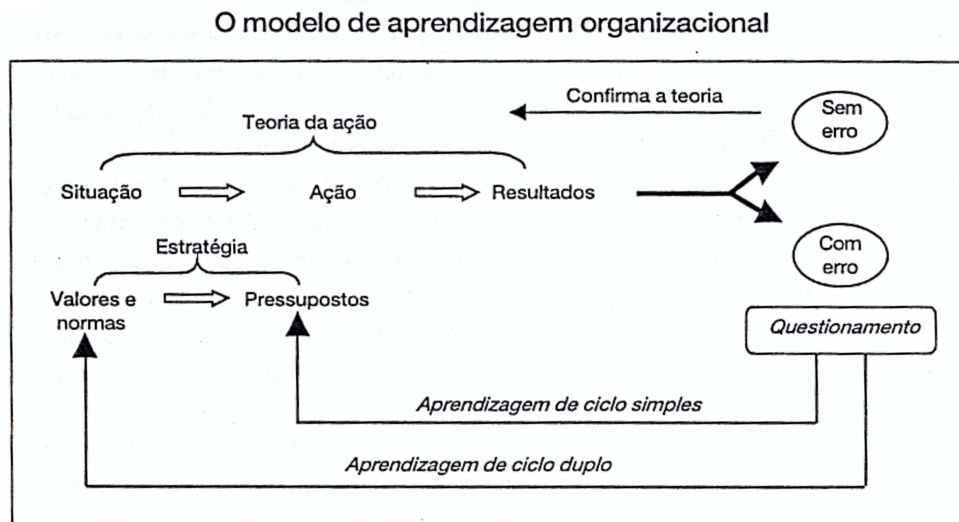 O modelo de aprendizagem organizacional
Confirma a teoria
Sem
erro
Teoria da ação
Situação
Ação
Resultados
Estratégia
Com
erro
Valores e
normas
Pressupostos
Questionamento
Aprendizagem de ciclo simples
Aprendizagem de ciclo duplo